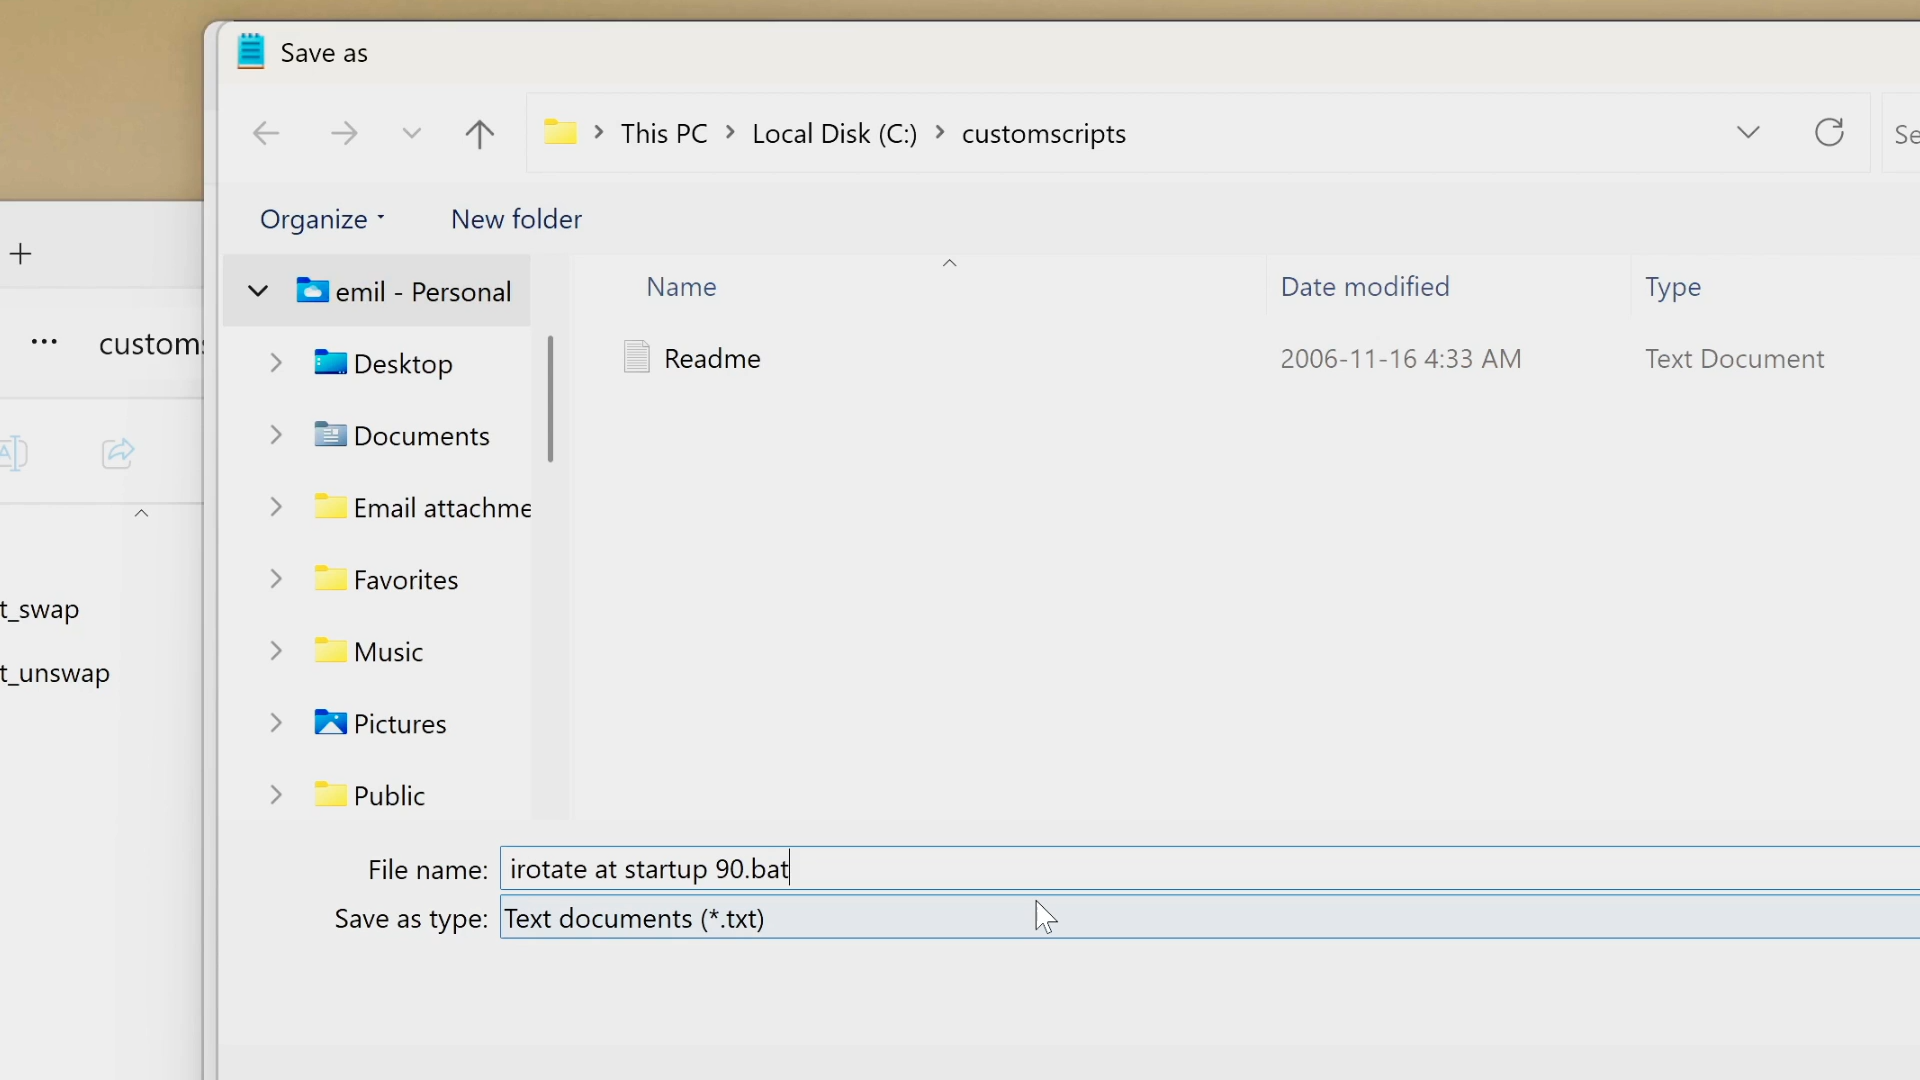 Save as
This PC
Local Disk (C:)
customscripts
Se
Organize
New folder
emil - Personal
Name
Date modified
Type
customs
Desktop
Readme
2006-11-16 4:33 AM
Text Document
Documents
Email attachme
Favorites
t_swap
Music
t_unswap
Pictures
Public
File name:
irotate at startup 90.bat
Save as type:
Text documents (*.txt)